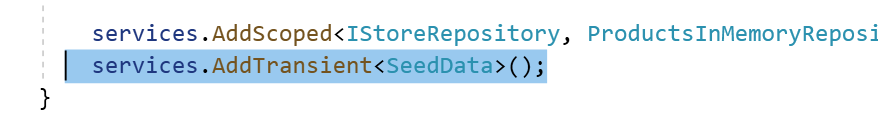 services.AddScoped<IStoreRepository, ProductsInMemoryReposi
services.AddTransient<SeedData>();
}